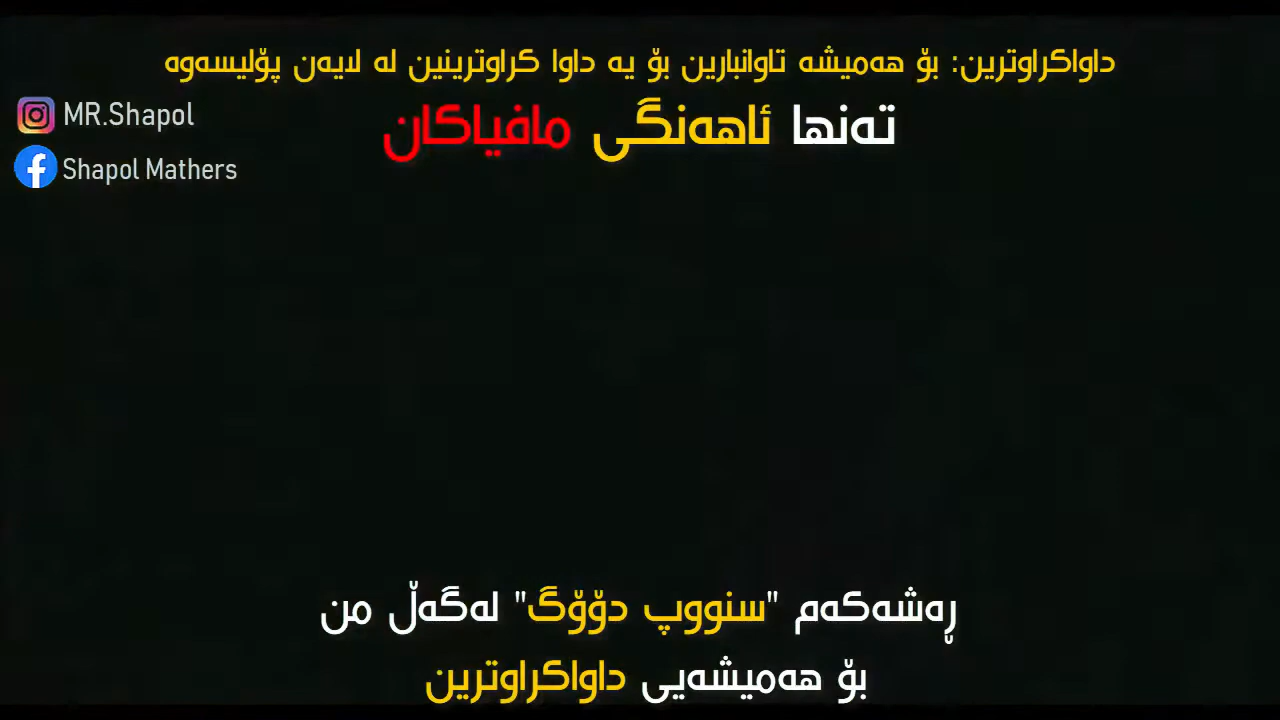 داواکراوترین: بۆ هەمیشە تاوانبارین بۆ یە داوا کراوترینین لە لایەن پۆلیسەوە
MR.Shapol
تەنها ئاهەنگی مافیاکان
Shapol Mathers
ڕەشەکەم "سنووپ دۆۆگ" لەگەڵ من
بۆ هەمیشەیی داواکراوترین